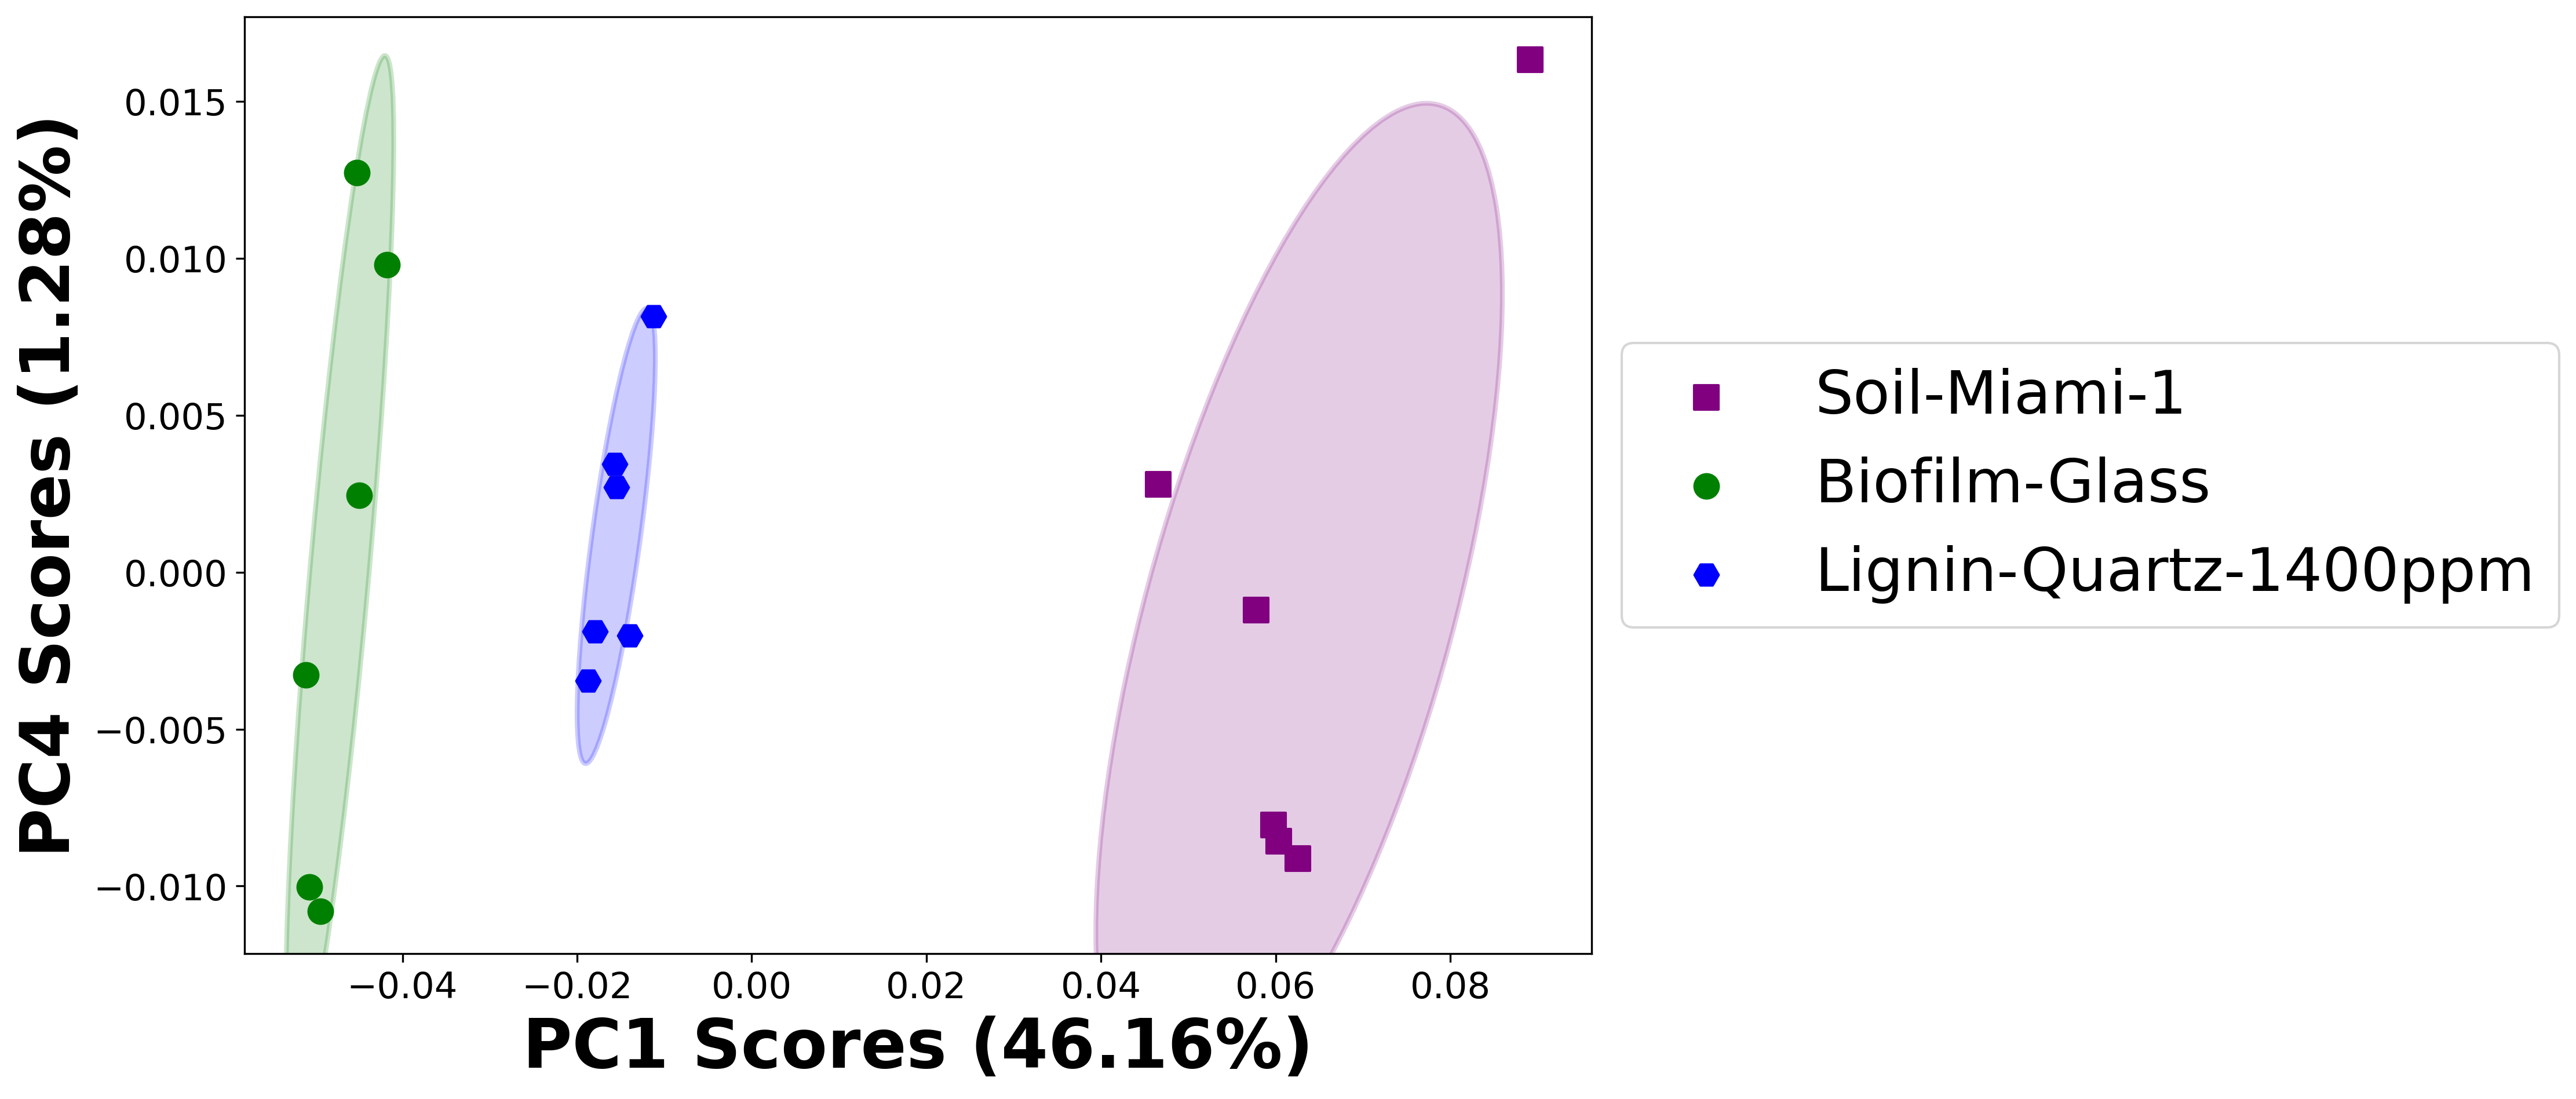 PC4 Scores (1.28%)
0.015
0.010
0.005
0.000
−0.005
−0.010
−0.04
−0.02
0.00
0.02
0.04
0.06
0.08
PC1 Scores (46.16%)
Soil-Miami-1
Biofilm-Glass
Lignin-Quartz-1400ppm